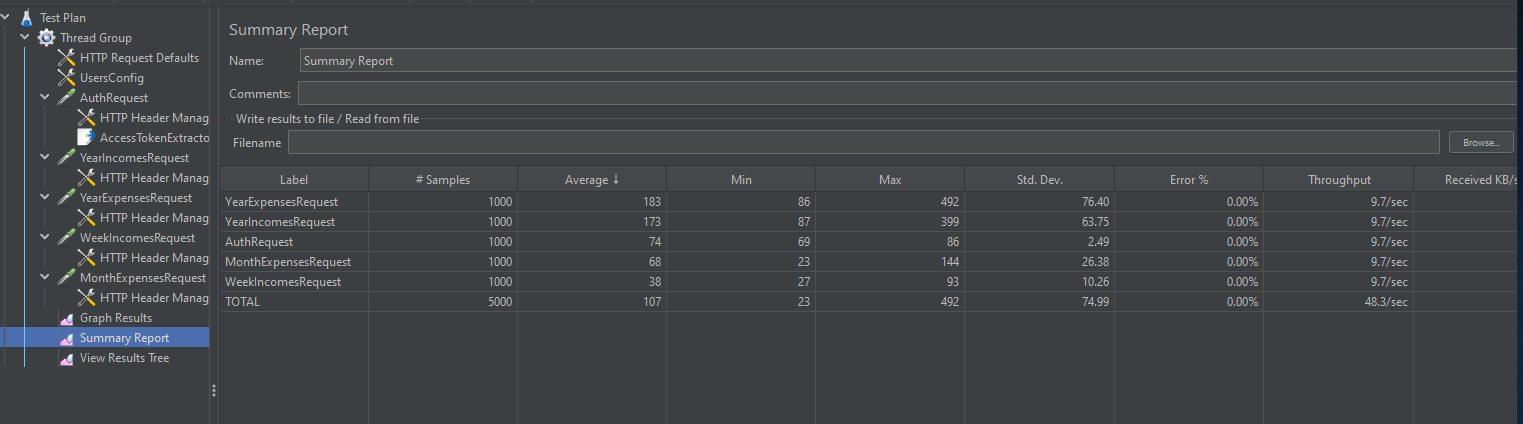 Test Plan
Thread Group
HTTP Request Defaults
UsersConfig
AuthRequest
HTTP Header Manag
AccessTokenExtracto
YearIncomesRequest
HTTP Header Manag
YearExpensesRequest
HTTP Header Manag
WeekIncomesRequest
HTTP Header Manag
MonthExpensesRequest
HTTP Header Manag
Graph Results
Summary Report
View Results Tree
Summary Report
Name: Summary Report
Comments:
Write results to file / Read from file
Filename Browse...
Label # Samples Average ↓ Min Max Std. Dev. Error % Throughput Received KB/s
YearExpensesRequest 1000 183 86 492 76.40 0.00% 9.7/sec
YearIncomesRequest 1000 173 87 399 63.75 0.00% 9.7/sec
AuthRequest 1000 74 69 86 2.49 0.00% 9.7/sec
MonthExpensesRequest 1000 68 23 144 26.38 0.00% 9.7/sec
WeekIncomesRequest 1000 38 27 93 10.26 0.00% 9.7/sec
TOTAL 5000 107 23 492 74.99 0.00% 48.3/sec